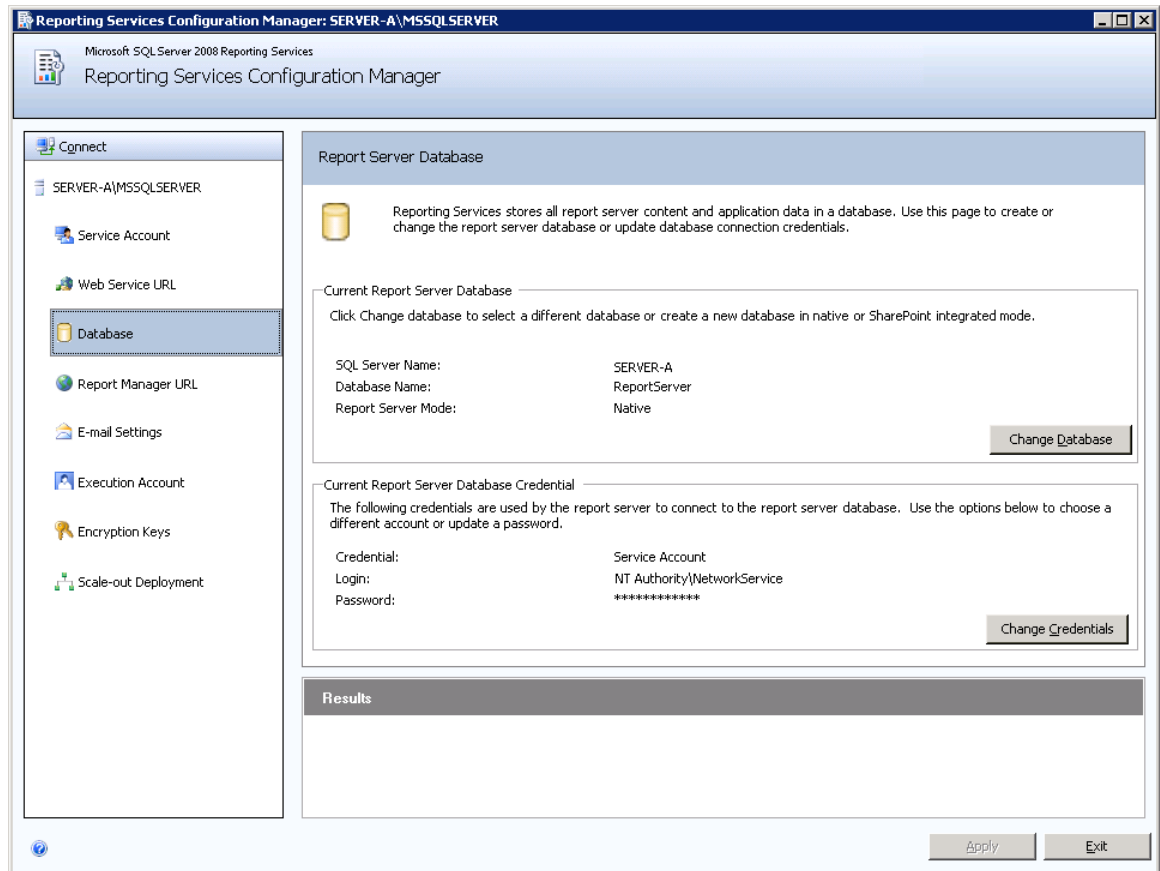 Reporting Services Configuration Manager: SERVER-A\MSSQLSERVER
Microsoft SQL Server 2008 Reporting Services
Reporting Services Configuration Manager
Connect
SERVER-A\MSSQLSERVER
Service Account
Web Service URL
Database
Report Manager URL
E-mail Settings
Execution Account
Encryption Keys
Scale-out Deployment
Report Server Database
Reporting Services stores all report server content and application data in a database. Use this page to create or
change the report server database or update database connection credentials.
Current Report Server Database
Click Change database to select a different database or create a new database in native or SharePoint integrated mode.
SQL Server Name: SERVER-A
Database Name: ReportServer
Report Server Mode: Native
Change Database
Current Report Server Database Credential
The following credentials are used by the report server to connect to the report server database.  Use the options below to choose a
different account or update a password.
Credential: Service Account
Login: NT Authority\NetworkService
Password: ************
Change Credentials
Results
Apply Exit